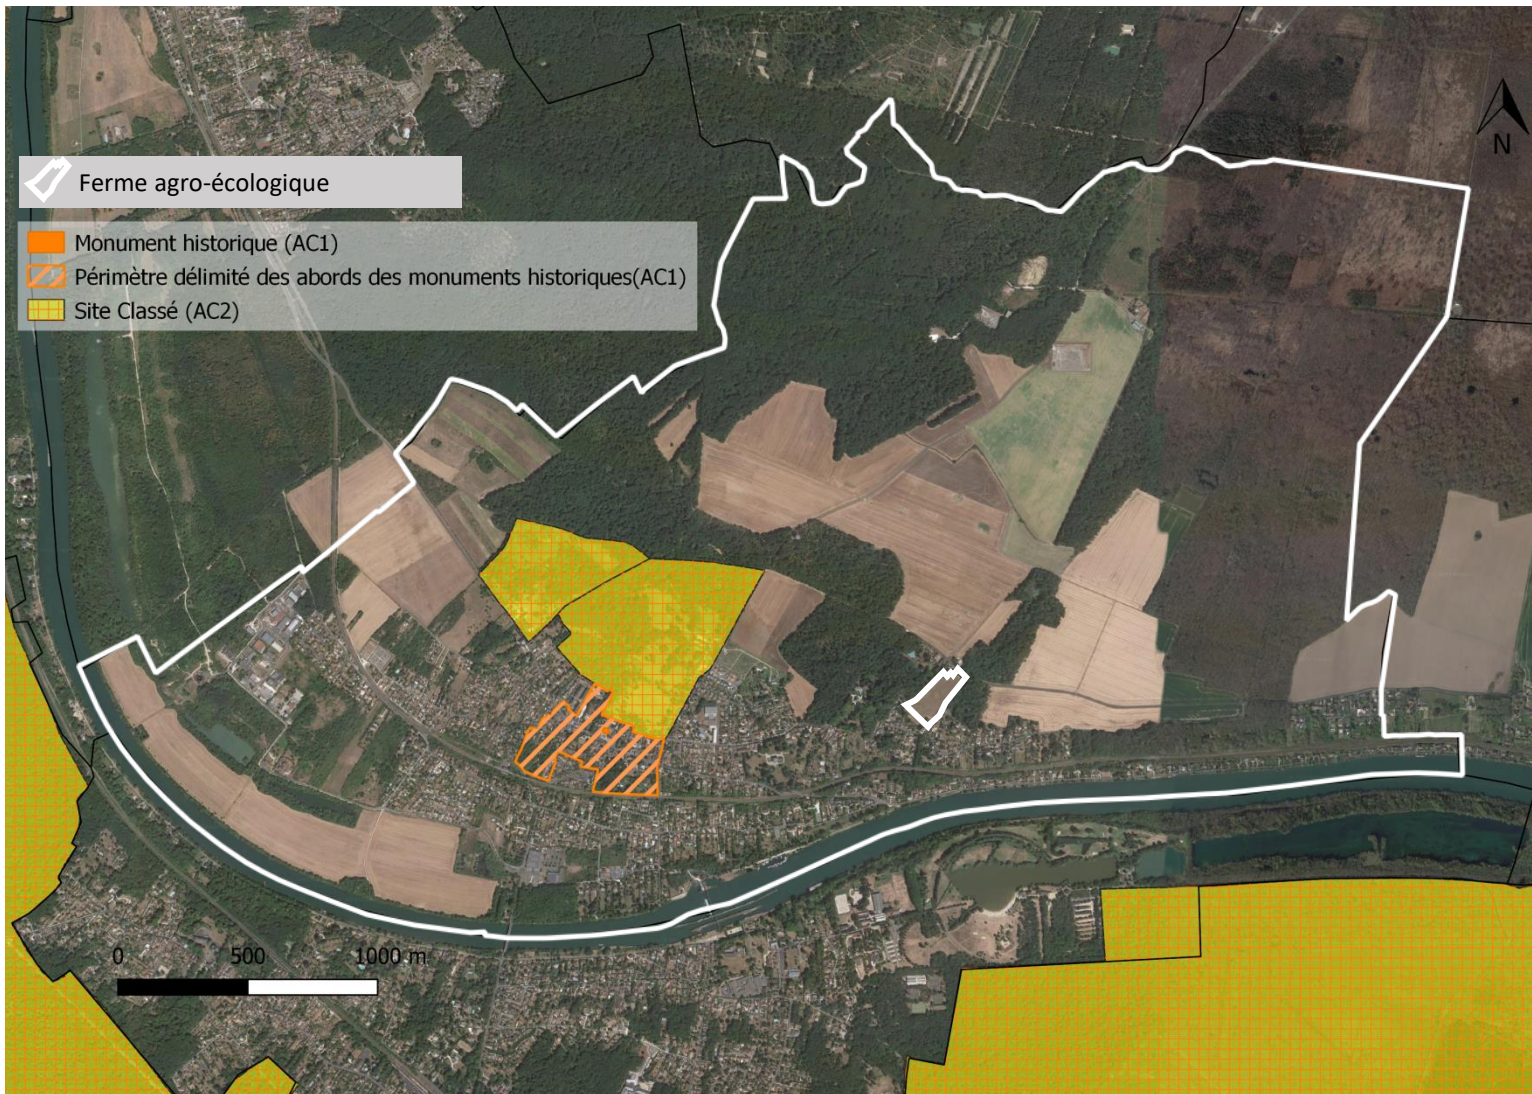 N
Ferme agro-écologique
Monument historique (AC1)
Périmètre délimité des abords des monuments historiques(AC1)
Site Classé (AC2)
0 500 1000 m